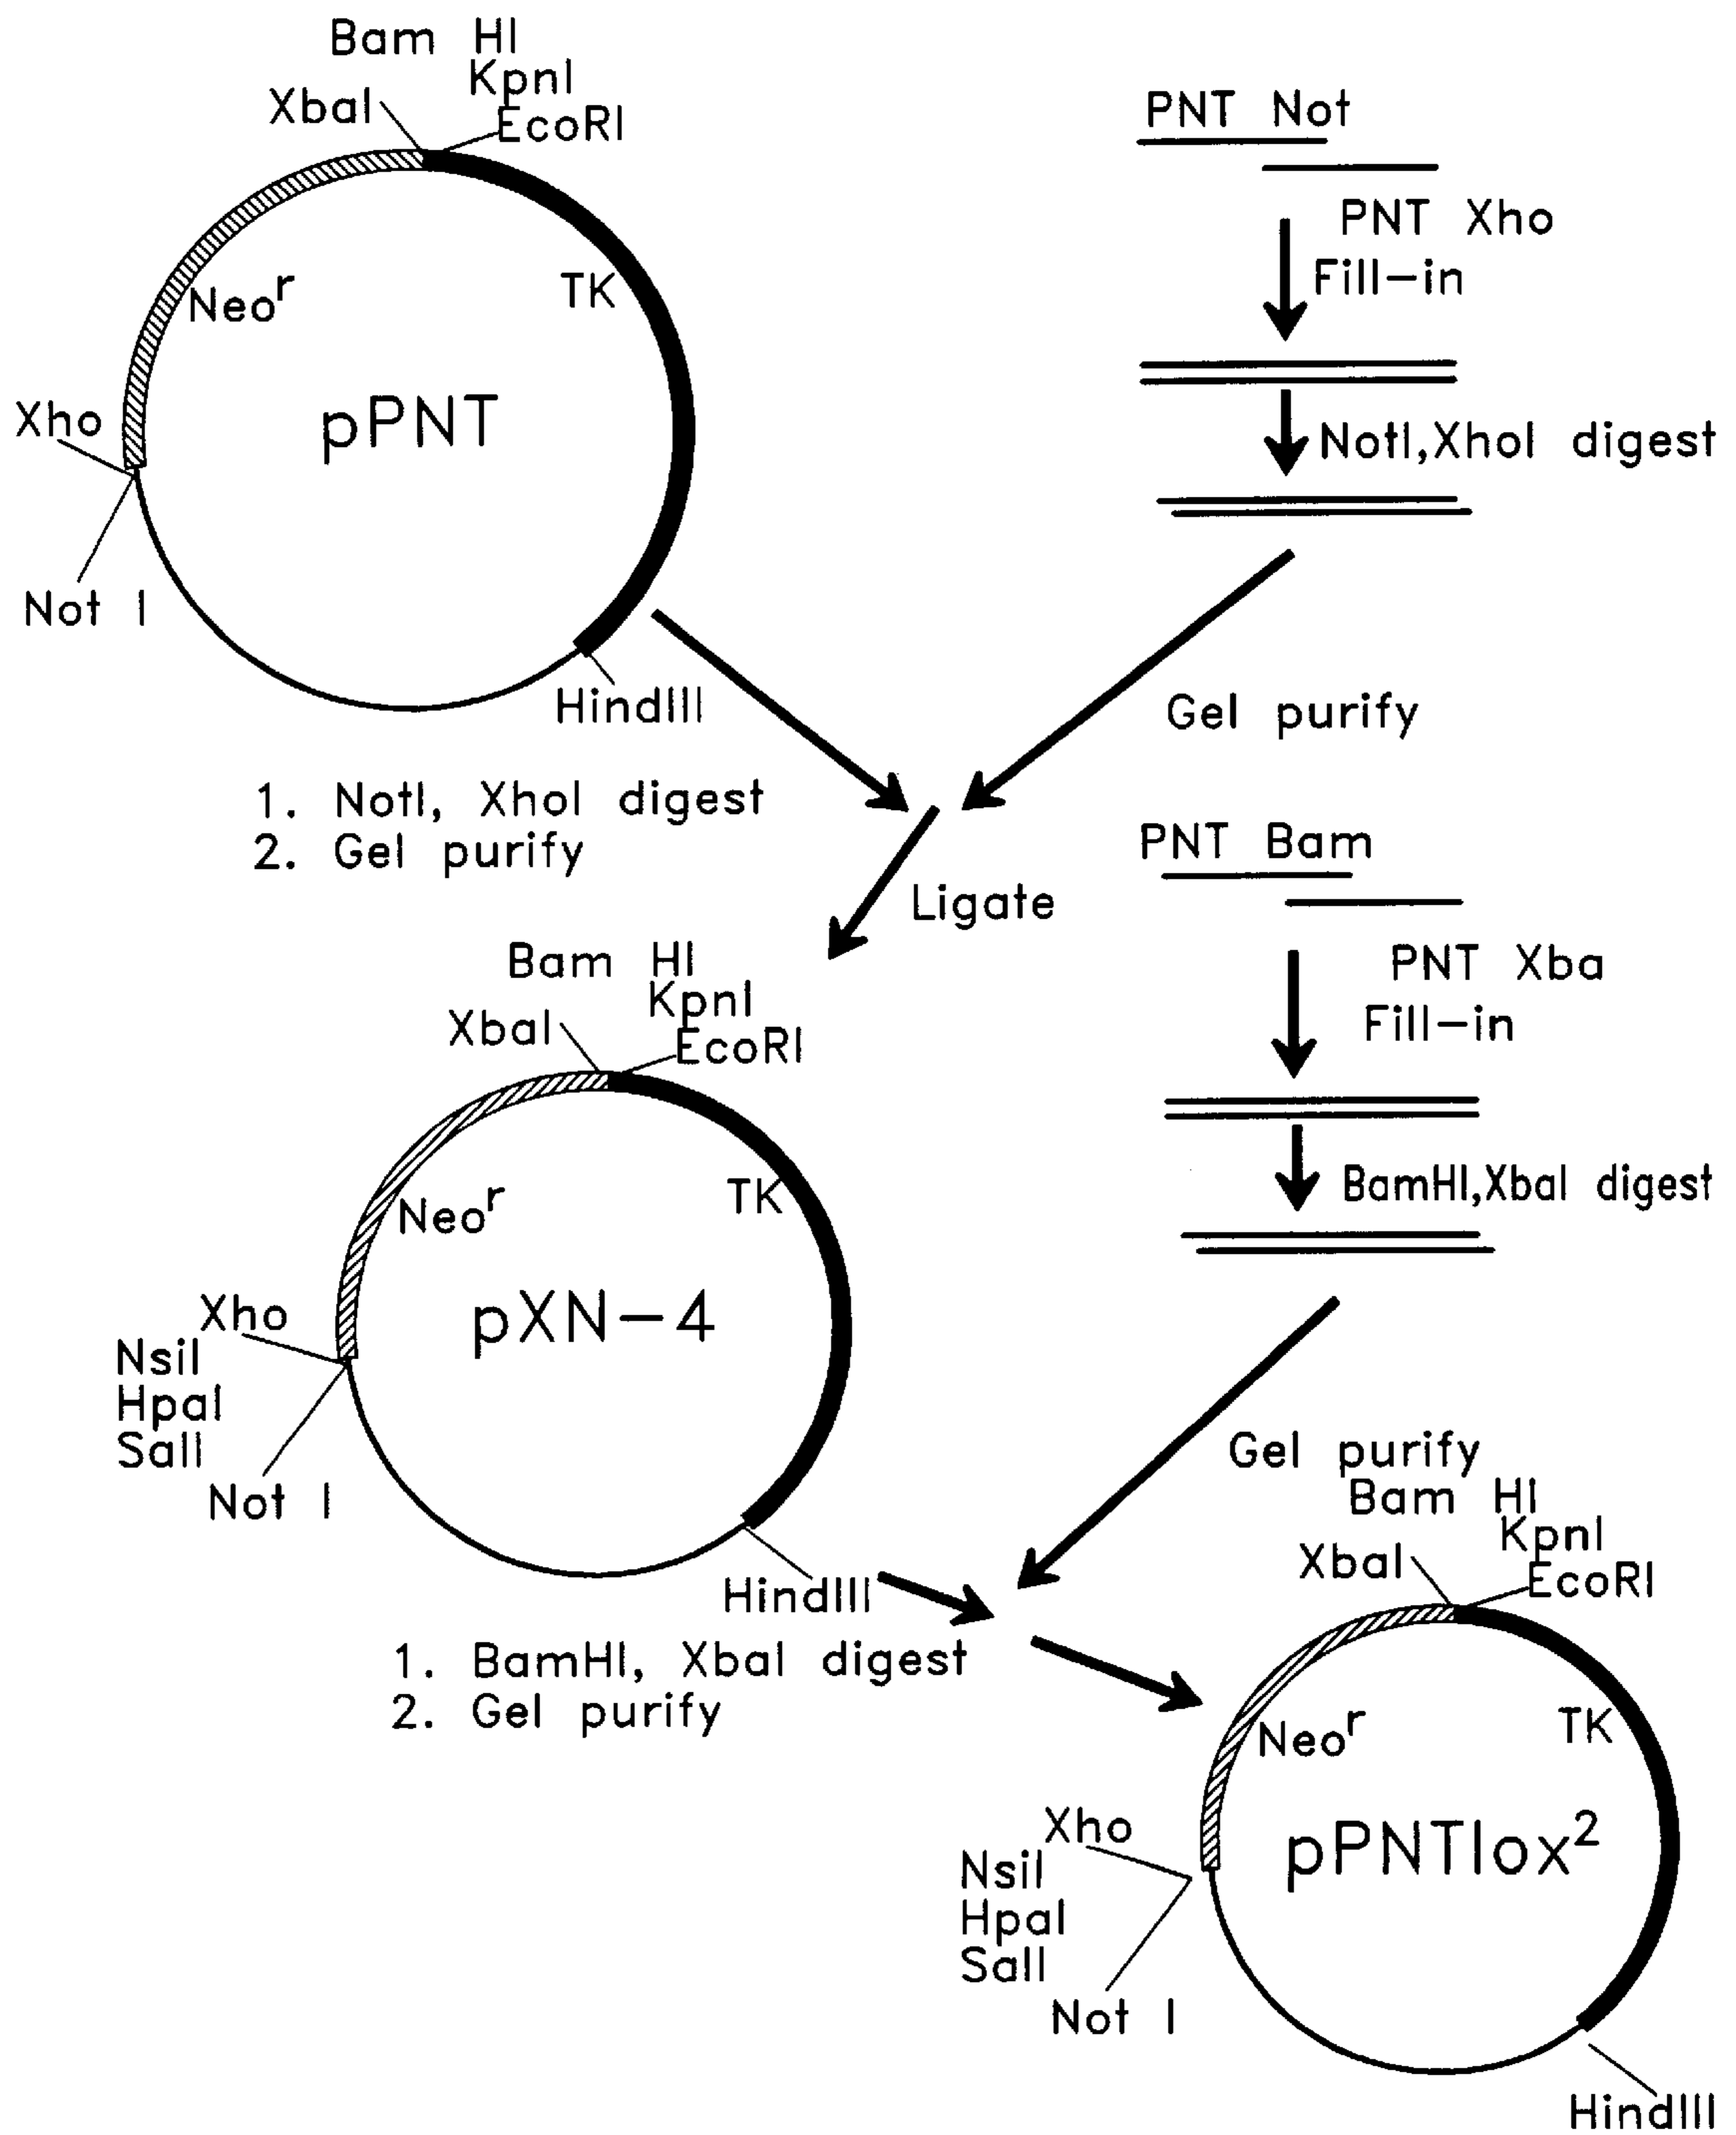 Bam HI
KpnI
XbaI
EcoRI
Neo^r
TK
pPNT
Xho
Not I
HindIII
1. NotI, XhoI digest
2. Gel purify
PNT Not
PNT Xho
Fill-in
NotI,XhoI digest
Gel purify
Ligate
PNT Bam
PNT Xba
Fill-in
BamHI,XbaI digest
Gel purify
Bam HI
KpnI
XbaI
EcoRI
Neo^r
TK
pXN-4
Xho
NsiI
HpaI
SalI
Not I
HindIII
1. BamHI, XbaI digest
2. Gel purify
Bam HI
KpnI
XbaI
EcoRI
Neo^r
TK
pPNTlox²
Xho
NsiI
HpaI
SalI
Not I
HindIII